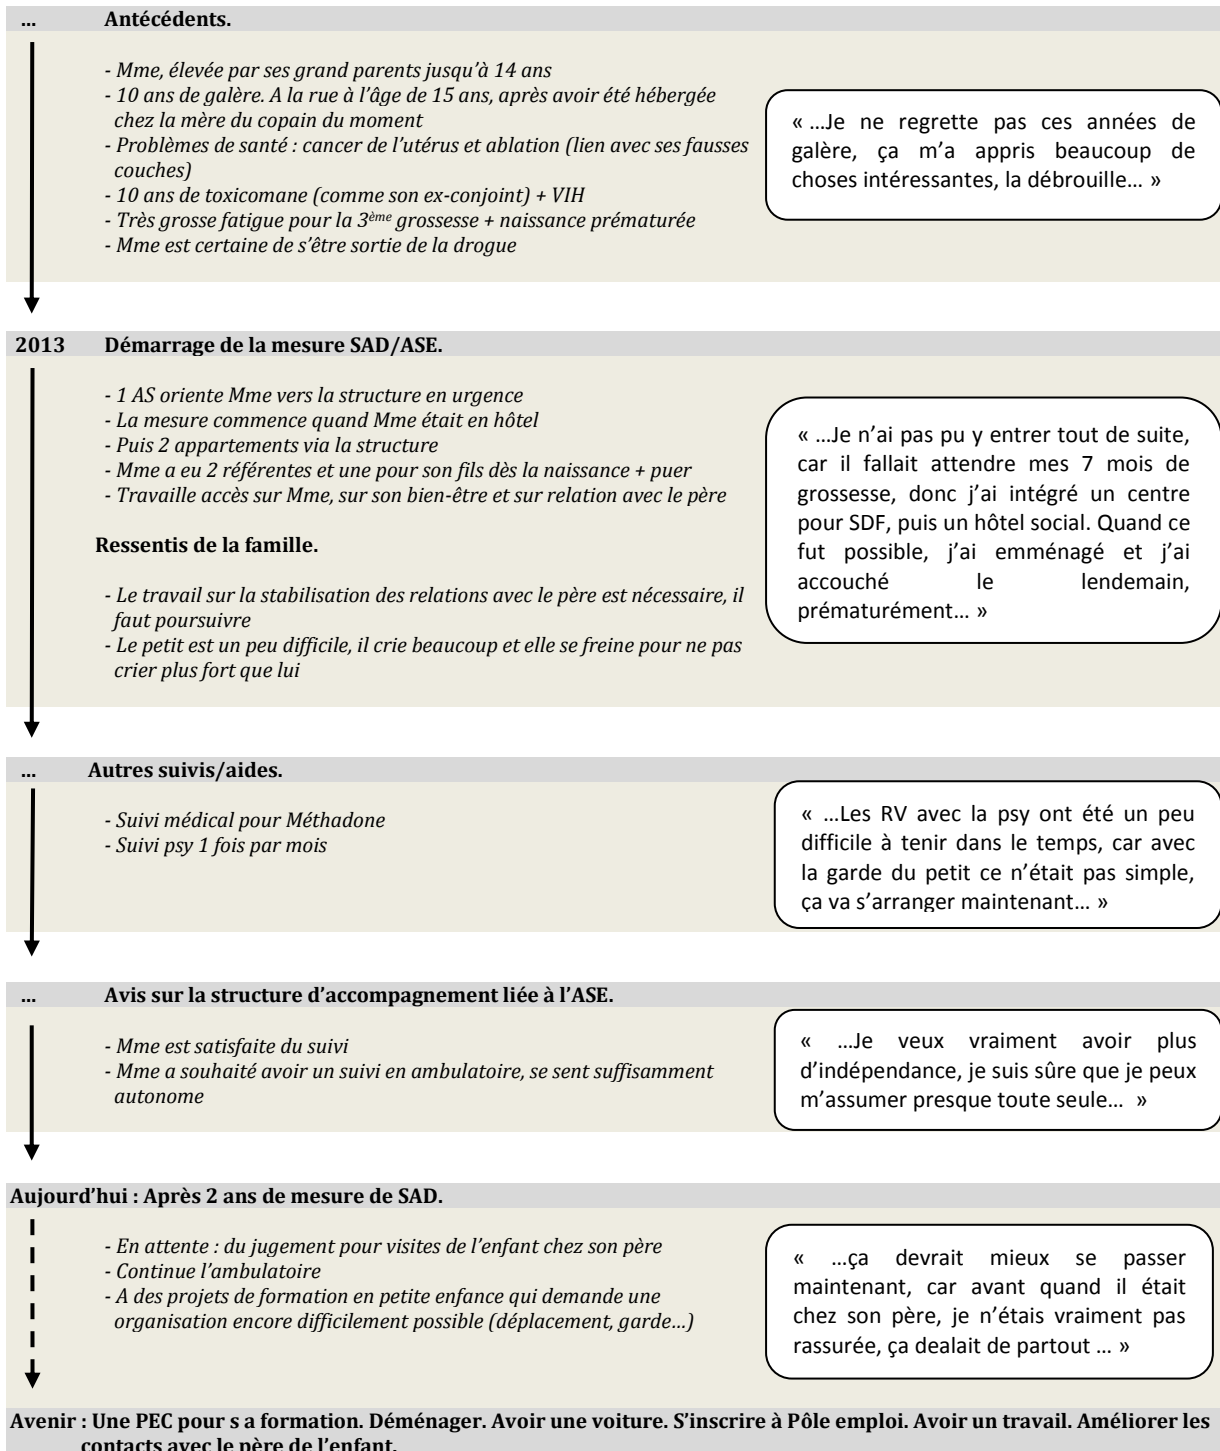 ... Antécédents.
- Mme, élevée par ses grand parents jusqu'à 14 ans
- 10 ans de galère. A la rue à l'âge de 15 ans, après avoir été hébergée
chez la mère du copain du moment
- Problèmes de santé : cancer de l'utérus et ablation (lien avec ses fausses
couches)
- 10 ans de toxicomane (comme son ex-conjoint) + VIH
- Très grosse fatigue pour la 3ème grossesse + naissance prématurée
- Mme est certaine de s'être sortie de la drogue
« …Je ne regrette pas ces années de
galère, ça m'a appris beaucoup de
choses intéressantes, la débrouille… »
2013 Démarrage de la mesure SAD/ASE.
- 1 AS oriente Mme vers la structure en urgence
- La mesure commence quand Mme était en hôtel
- Puis 2 appartements via la structure
- Mme a eu 2 référentes et une pour son fils dès la naissance + puer
- Travaille accès sur Mme, sur son bien-être et sur relation avec le père
Ressentis de la famille.
- Le travail sur la stabilisation des relations avec le père est nécessaire, il
faut poursuivre
- Le petit est un peu difficile, il crie beaucoup et elle se freine pour ne pas
crier plus fort que lui
« …Je n'ai pas pu y entrer tout de suite,
car il fallait attendre mes 7 mois de
grossesse, donc j'ai intégré un centre
pour SDF, puis un hôtel social. Quand ce
fut possible, j'ai emménagé et j'ai
accouché le lendemain,
prématurément… »
... Autres suivis/aides.
- Suivi médical pour Méthadone
- Suivi psy 1 fois par mois
« …Les RV avec la psy ont été un peu
difficile à tenir dans le temps, car avec
la garde du petit ce n'était pas simple,
ça va s'arranger maintenant… »
... Avis sur la structure d'accompagnement liée à l'ASE.
- Mme est satisfaite du suivi
- Mme a souhaité avoir un suivi en ambulatoire, se sent suffisamment
autonome
« …Je veux vraiment avoir plus
d'indépendance, je suis sûre que je peux
m'assumer presque toute seule… »
Aujourd'hui : Après 2 ans de mesure de SAD.
- En attente : du jugement pour visites de l'enfant chez son père
- Continue l'ambulatoire
- A des projets de formation en petite enfance qui demande une
organisation encore difficilement possible (déplacement, garde…)
« …ça devrait mieux se passer
maintenant, car avant quand il était
chez son père, je n'étais vraiment pas
rassurée, ça dealait de partout … »
Avenir : Une PEC pour s a formation. Déménager. Avoir une voiture. S'inscrire à Pôle emploi. Avoir un travail. Améliorer les
contacts avec le père de l'enfant.